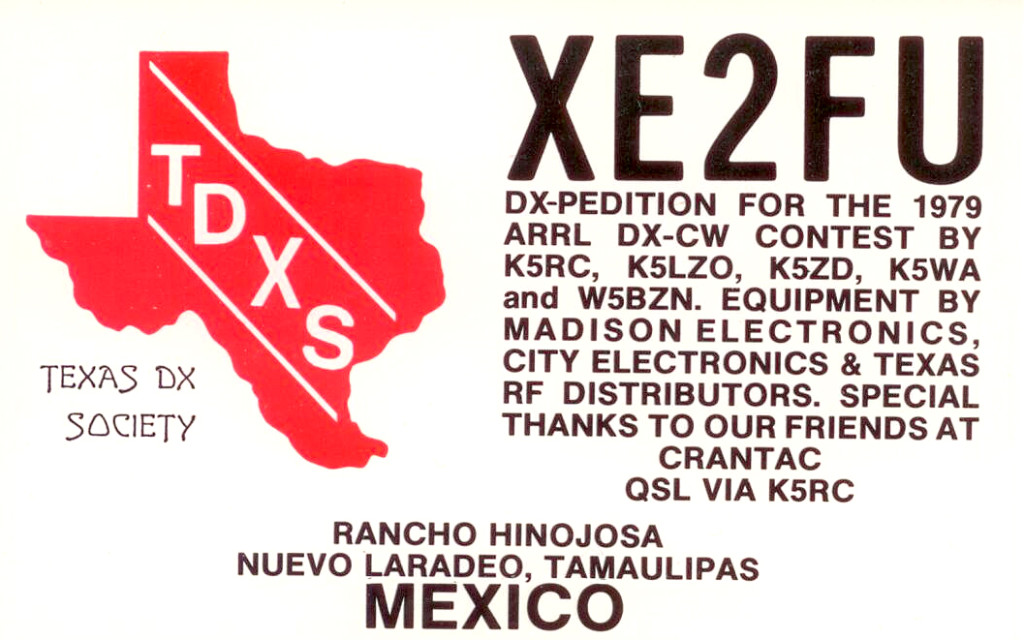 XE2FU
DX-PEDITION FOR THE 1979
ARRL DX-CW CONTEST BY
K5RC, K5LZO, K5ZD, K5WA
and W5BZN. EQUIPMENT BY
MADISON ELECTRONICS,
CITY ELECTRONICS & TEXAS
RF DISTRIBUTORS. SPECIAL
THANKS TO OUR FRIENDS AT
CRANTAC
QSL VIA K5RC
TDXS
TEXAS DX
SOCIETY
RANCHO HINOJOSA
NUEVO LARADEO, TAMAULIPAS
MEXICO